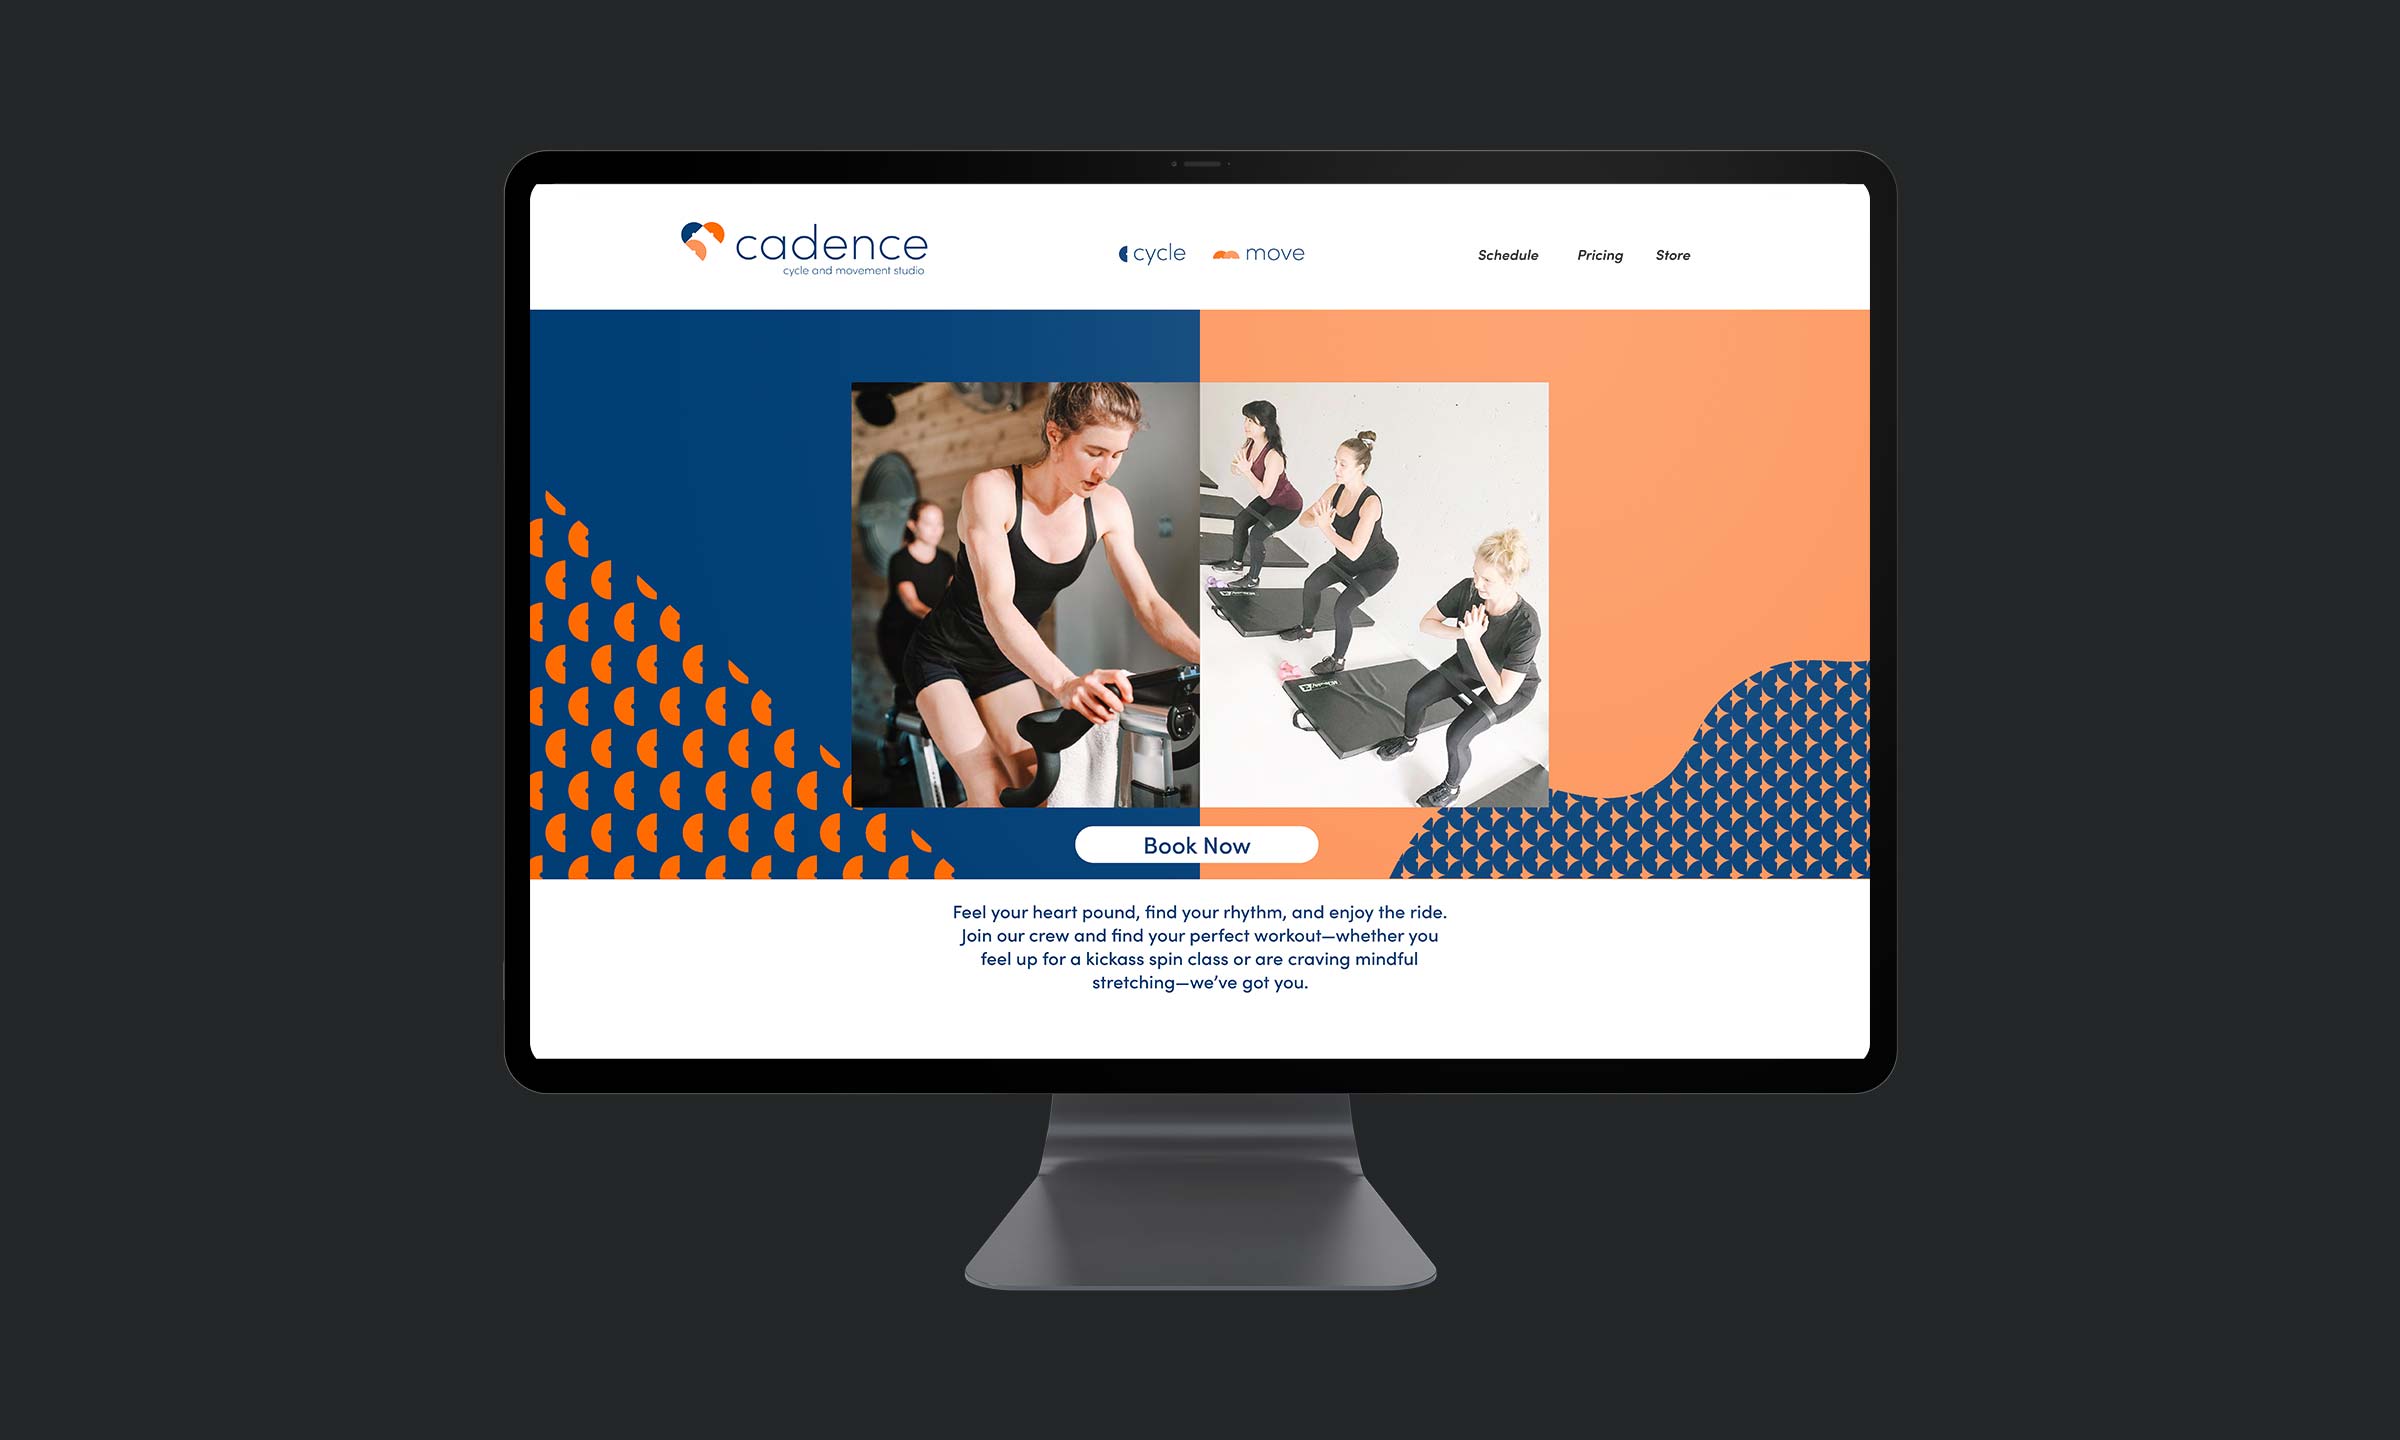 cadence
cycle and movement studio
cycle
move
Schedule
Pricing
Store
Book Now
Feel your heart pound, find your rhythm, and enjoy the ride.
Join our crew and find your perfect workout—whether you
feel up for a kickass spin class or are craving mindful
stretching—we’ve got you.